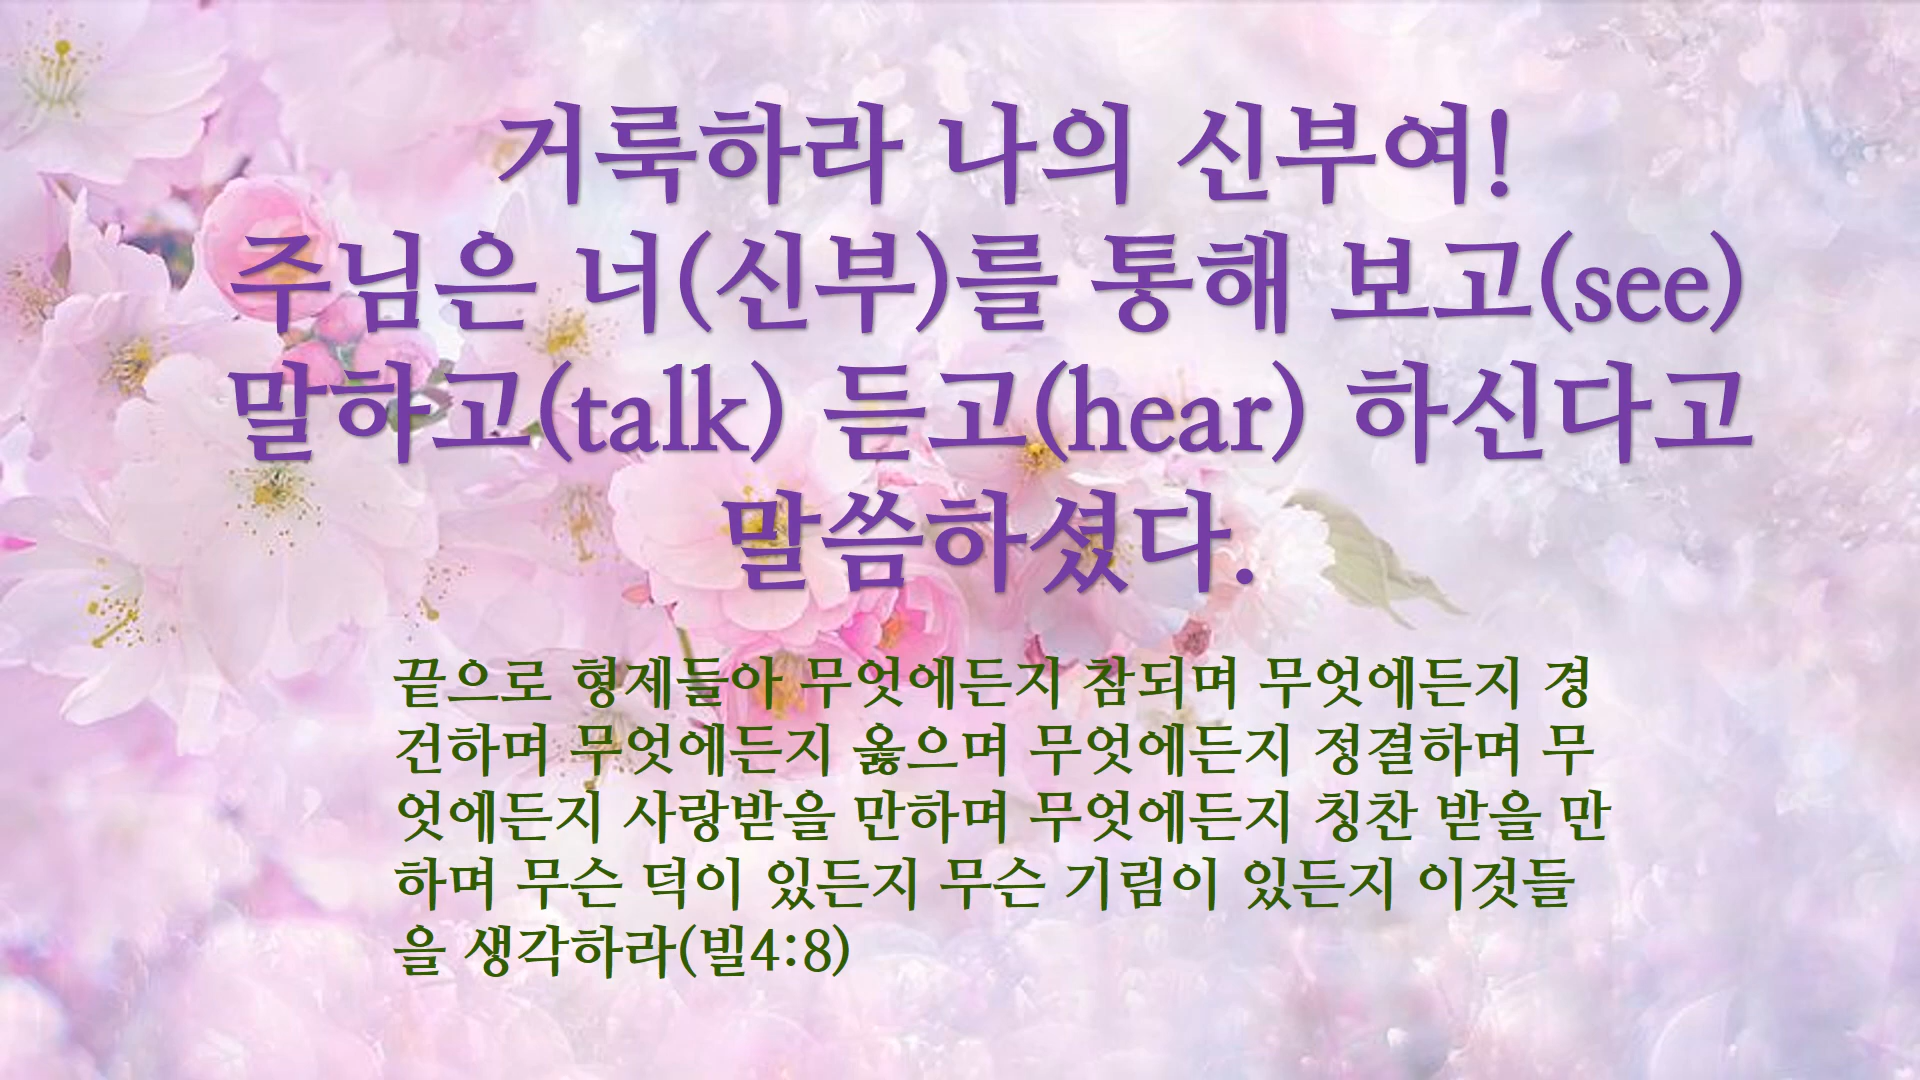 거룩하라 나의 신부여!
주님은 너(신부)를 통해 보고(see)
말하고(talk) 듣고(hear) 하신다고
말씀하셨다.
끝으로 형제들아 무엇에든지 참되며 무엇에든지 경
건하며 무엇에든지 옳으며 무엇에든지 정결하며 무
엇에든지 사랑받을 만하며 무엇에든지 칭찬 받을 만
하며 무슨 덕이 있든지 무슨 기림이 있든지 이것들
을 생각하라(빌4:8)